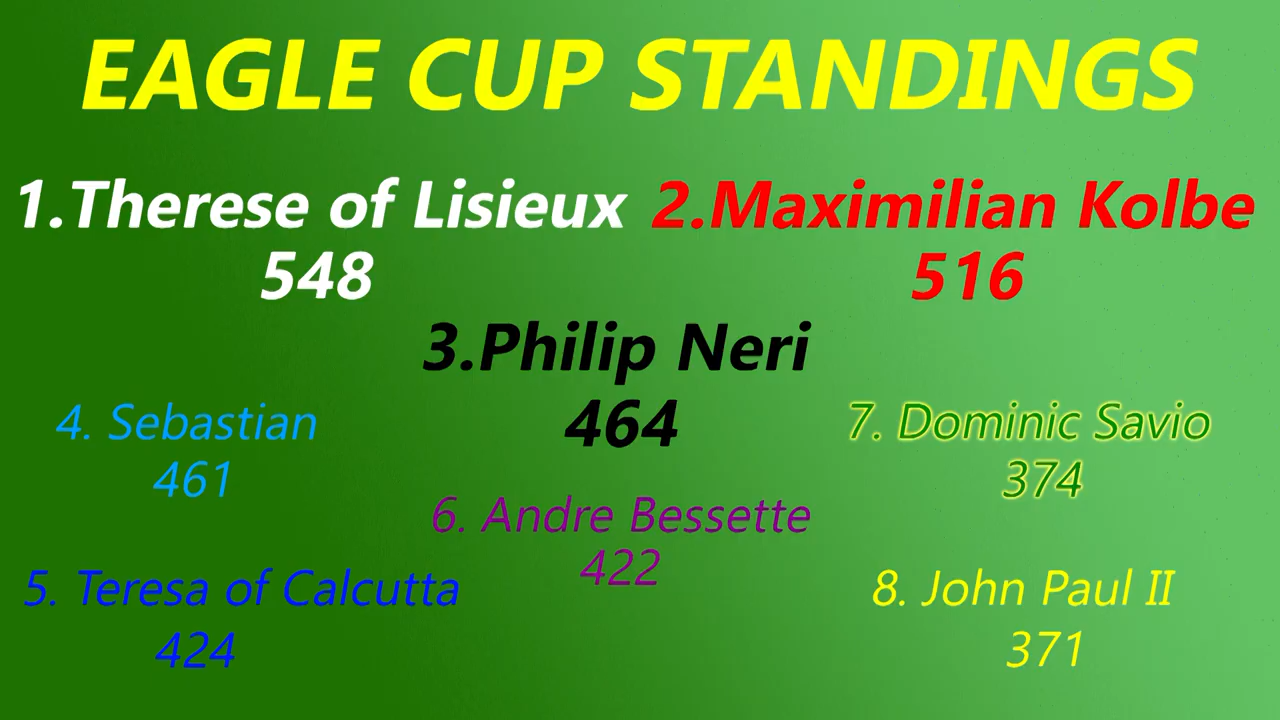 EAGLE CUP STANDINGS
1.Therese of Lisieux
548
2.Maximilian Kolbe
516
3.Philip Neri
464
4. Sebastian
461
5. Teresa of Calcutta
424
6. Andre Bessette
422
7. Dominic Savio
374
8. John Paul II
371